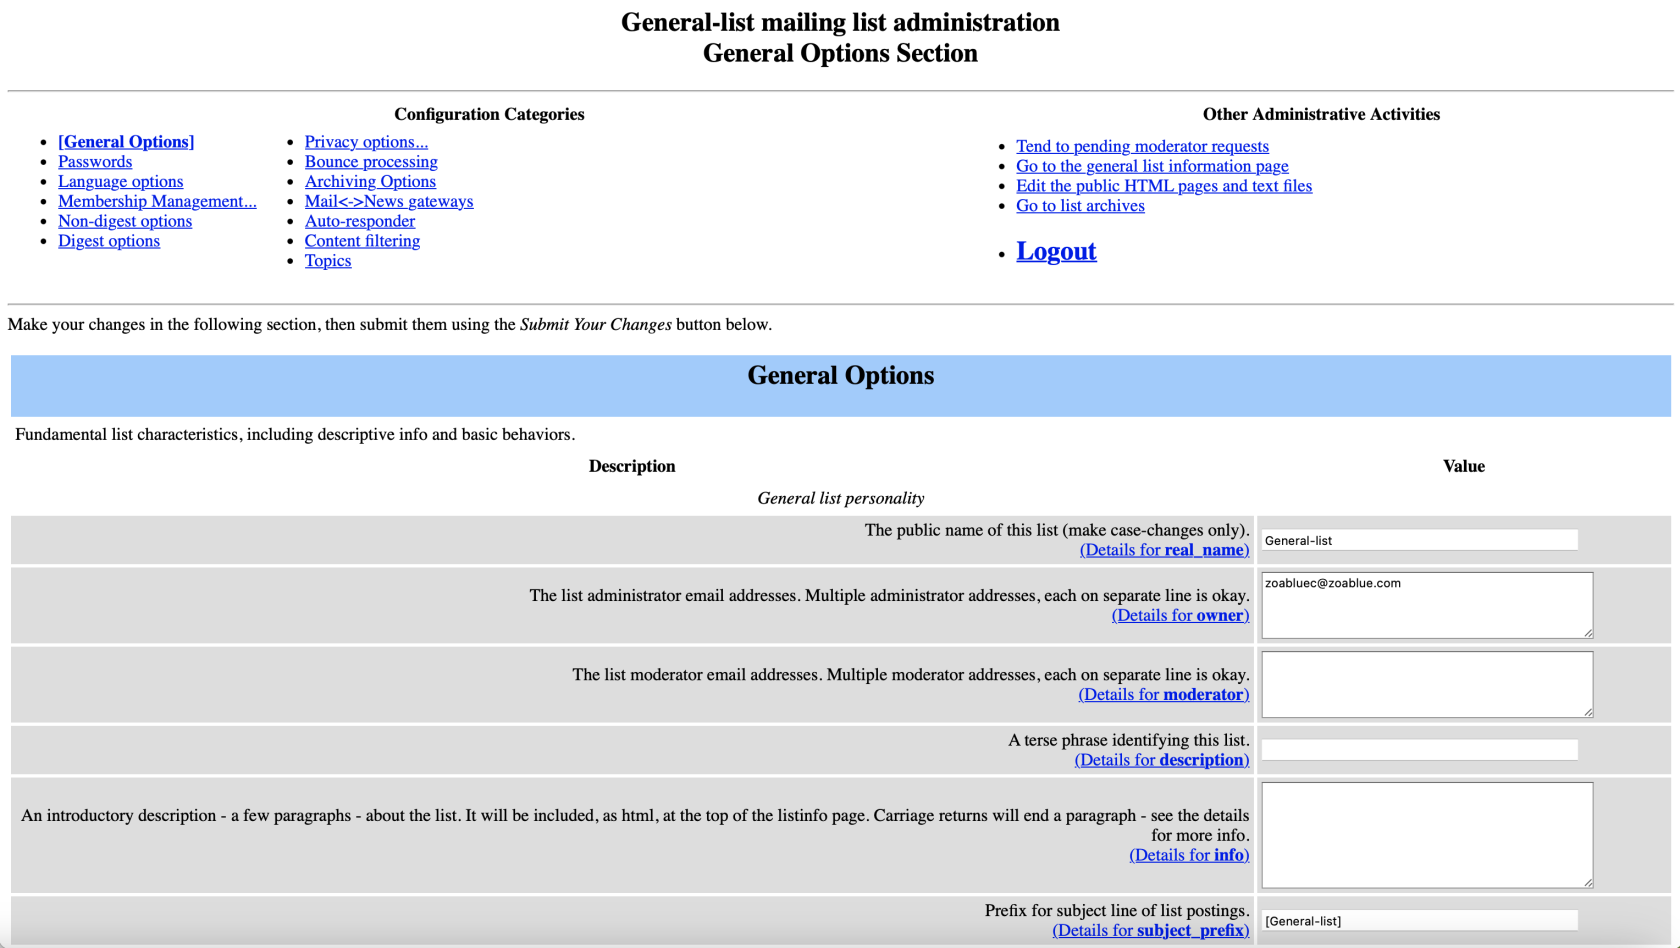 General-list mailing list administration
General Options Section
Configuration Categories
[General Options]
Passwords
Language options
Membership Management...
Non-digest options
Digest options
Privacy options...
Bounce processing
Archiving Options
Mail<->News gateways
Auto-responder
Content filtering
Topics
Other Administrative Activities
Tend to pending moderator requests
Go to the general list information page
Edit the public HTML pages and text files
Go to list archives
Logout
Make your changes in the following section, then submit them using the Submit Your Changes button below.
General Options
Fundamental list characteristics, including descriptive info and basic behaviors.
Description Value
General list personality
The public name of this list (make case-changes only).
(Details for real_name)
General-list
The list administrator email addresses. Multiple administrator addresses, each on separate line is okay.
(Details for owner)
zoabluec@zoablue.com
The list moderator email addresses. Multiple moderator addresses, each on separate line is okay.
(Details for moderator)
A terse phrase identifying this list.
(Details for description)
An introductory description - a few paragraphs - about the list. It will be included, as html, at the top of the listinfo page. Carriage returns will end a paragraph - see the details
for more info.
(Details for info)
Prefix for subject line of list postings.
(Details for subject_prefix)
[General-list]